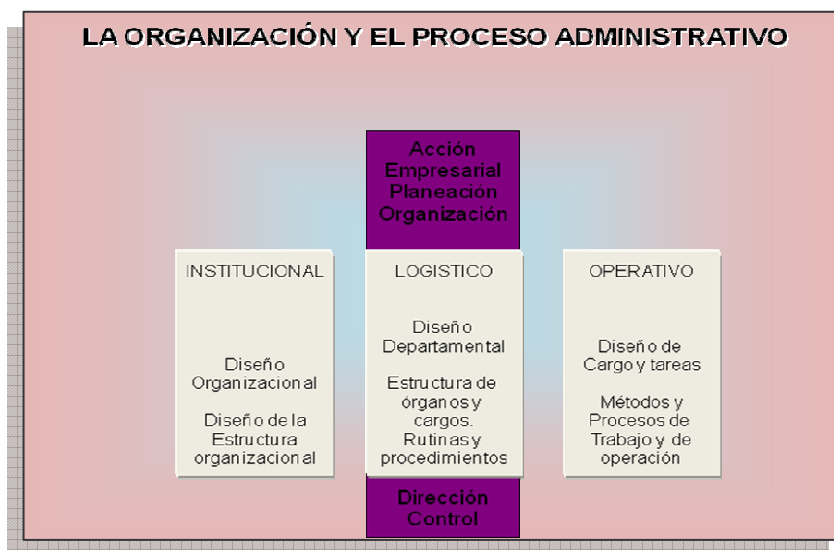 LA ORGANIZACIÓN Y EL PROCESO ADMINISTRATIVO
Acción
Empresarial
Planeación
Organización
INSTITUCIONAL
Diseño
Organizacional
Diseño de la
Estructura
organizacional
LOGISTICO
Diseño
Departamental
Estructura de
órganos y
cargos.
Rutinas y
procedimientos
OPERATIVO
Diseño de
Cargo y tareas
Métodos y
Procesos de
Trabajo y de
operación
Dirección
Control